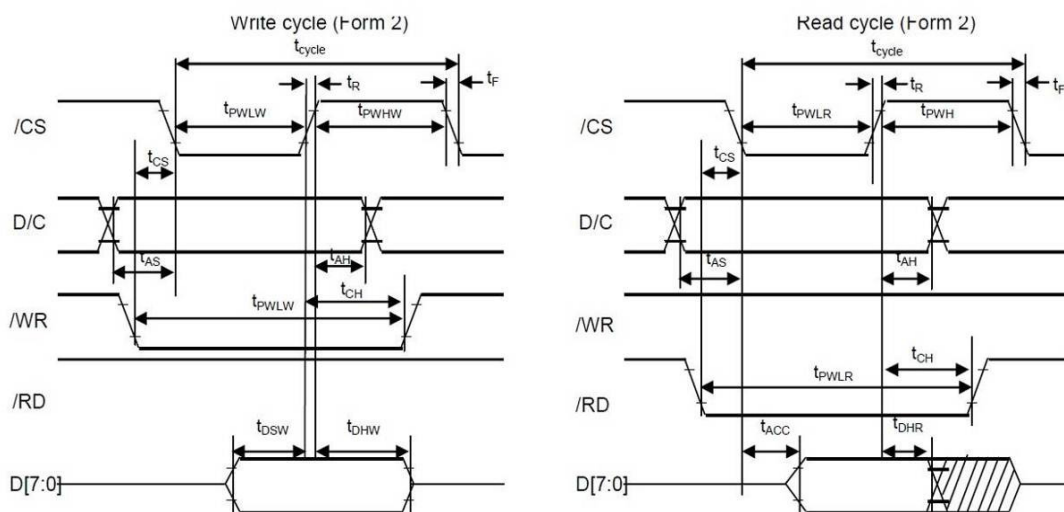 Write cycle (Form 2)
tcycle
tR
tF
/CS
tPWLW
tPWHW
tCS
D/C
tAS
tAH
tCH
/WR
tPWLW
/RD
tDSW
tDHW
D[7:0]
Read cycle (Form 2)
tcycle
tR
tF
/CS
tPWLR
tPWH
tCS
D/C
tAS
tAH
/WR
tCH
tPWLR
/RD
tACC
tDHR
D[7:0]